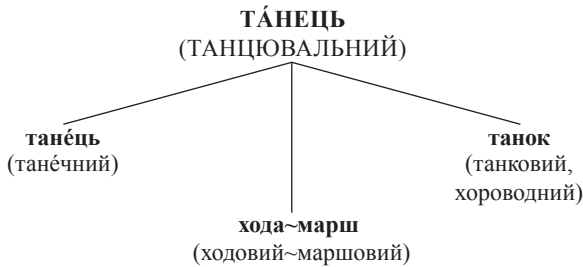 ТА́НЕЦЬ
(ТАНЦЮВАЛЬНИЙ)
тане́ць
(тане́чний)
танок
(танковий,
хороводний)
хода~марш
(ходовий~маршовий)